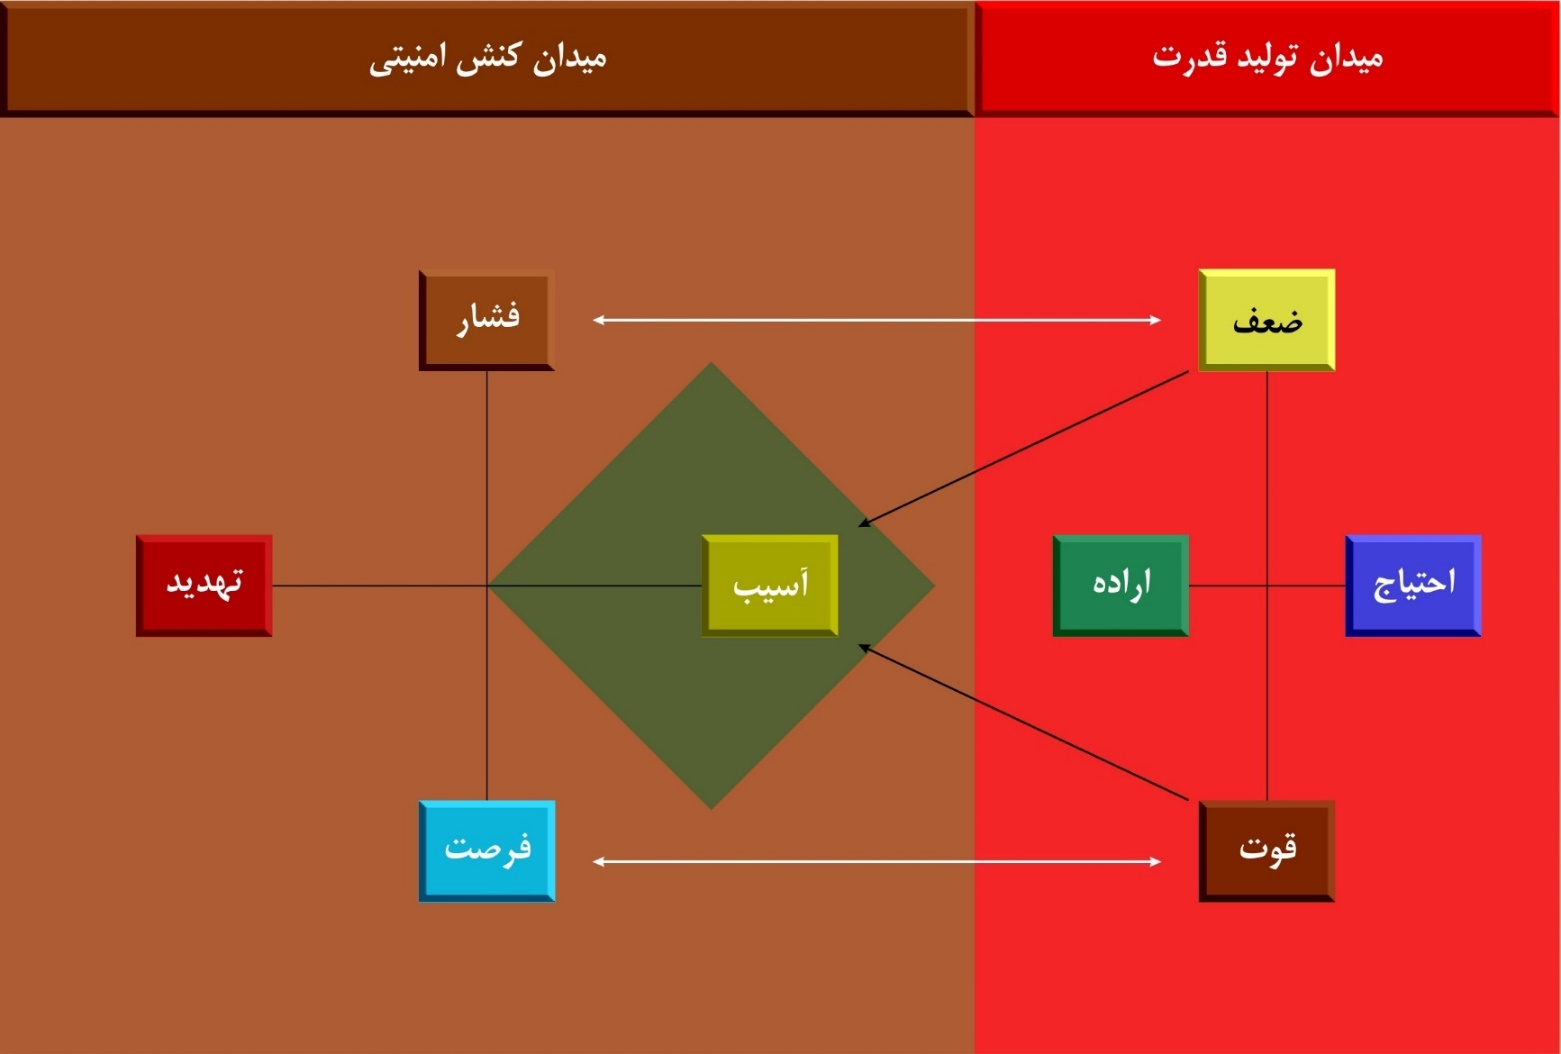 میدان تولید قدرت
میدان کنش امنیتی
ضعف
فشار
احتیاج
اراده
آسیب
تهدید
قوت
فرصت